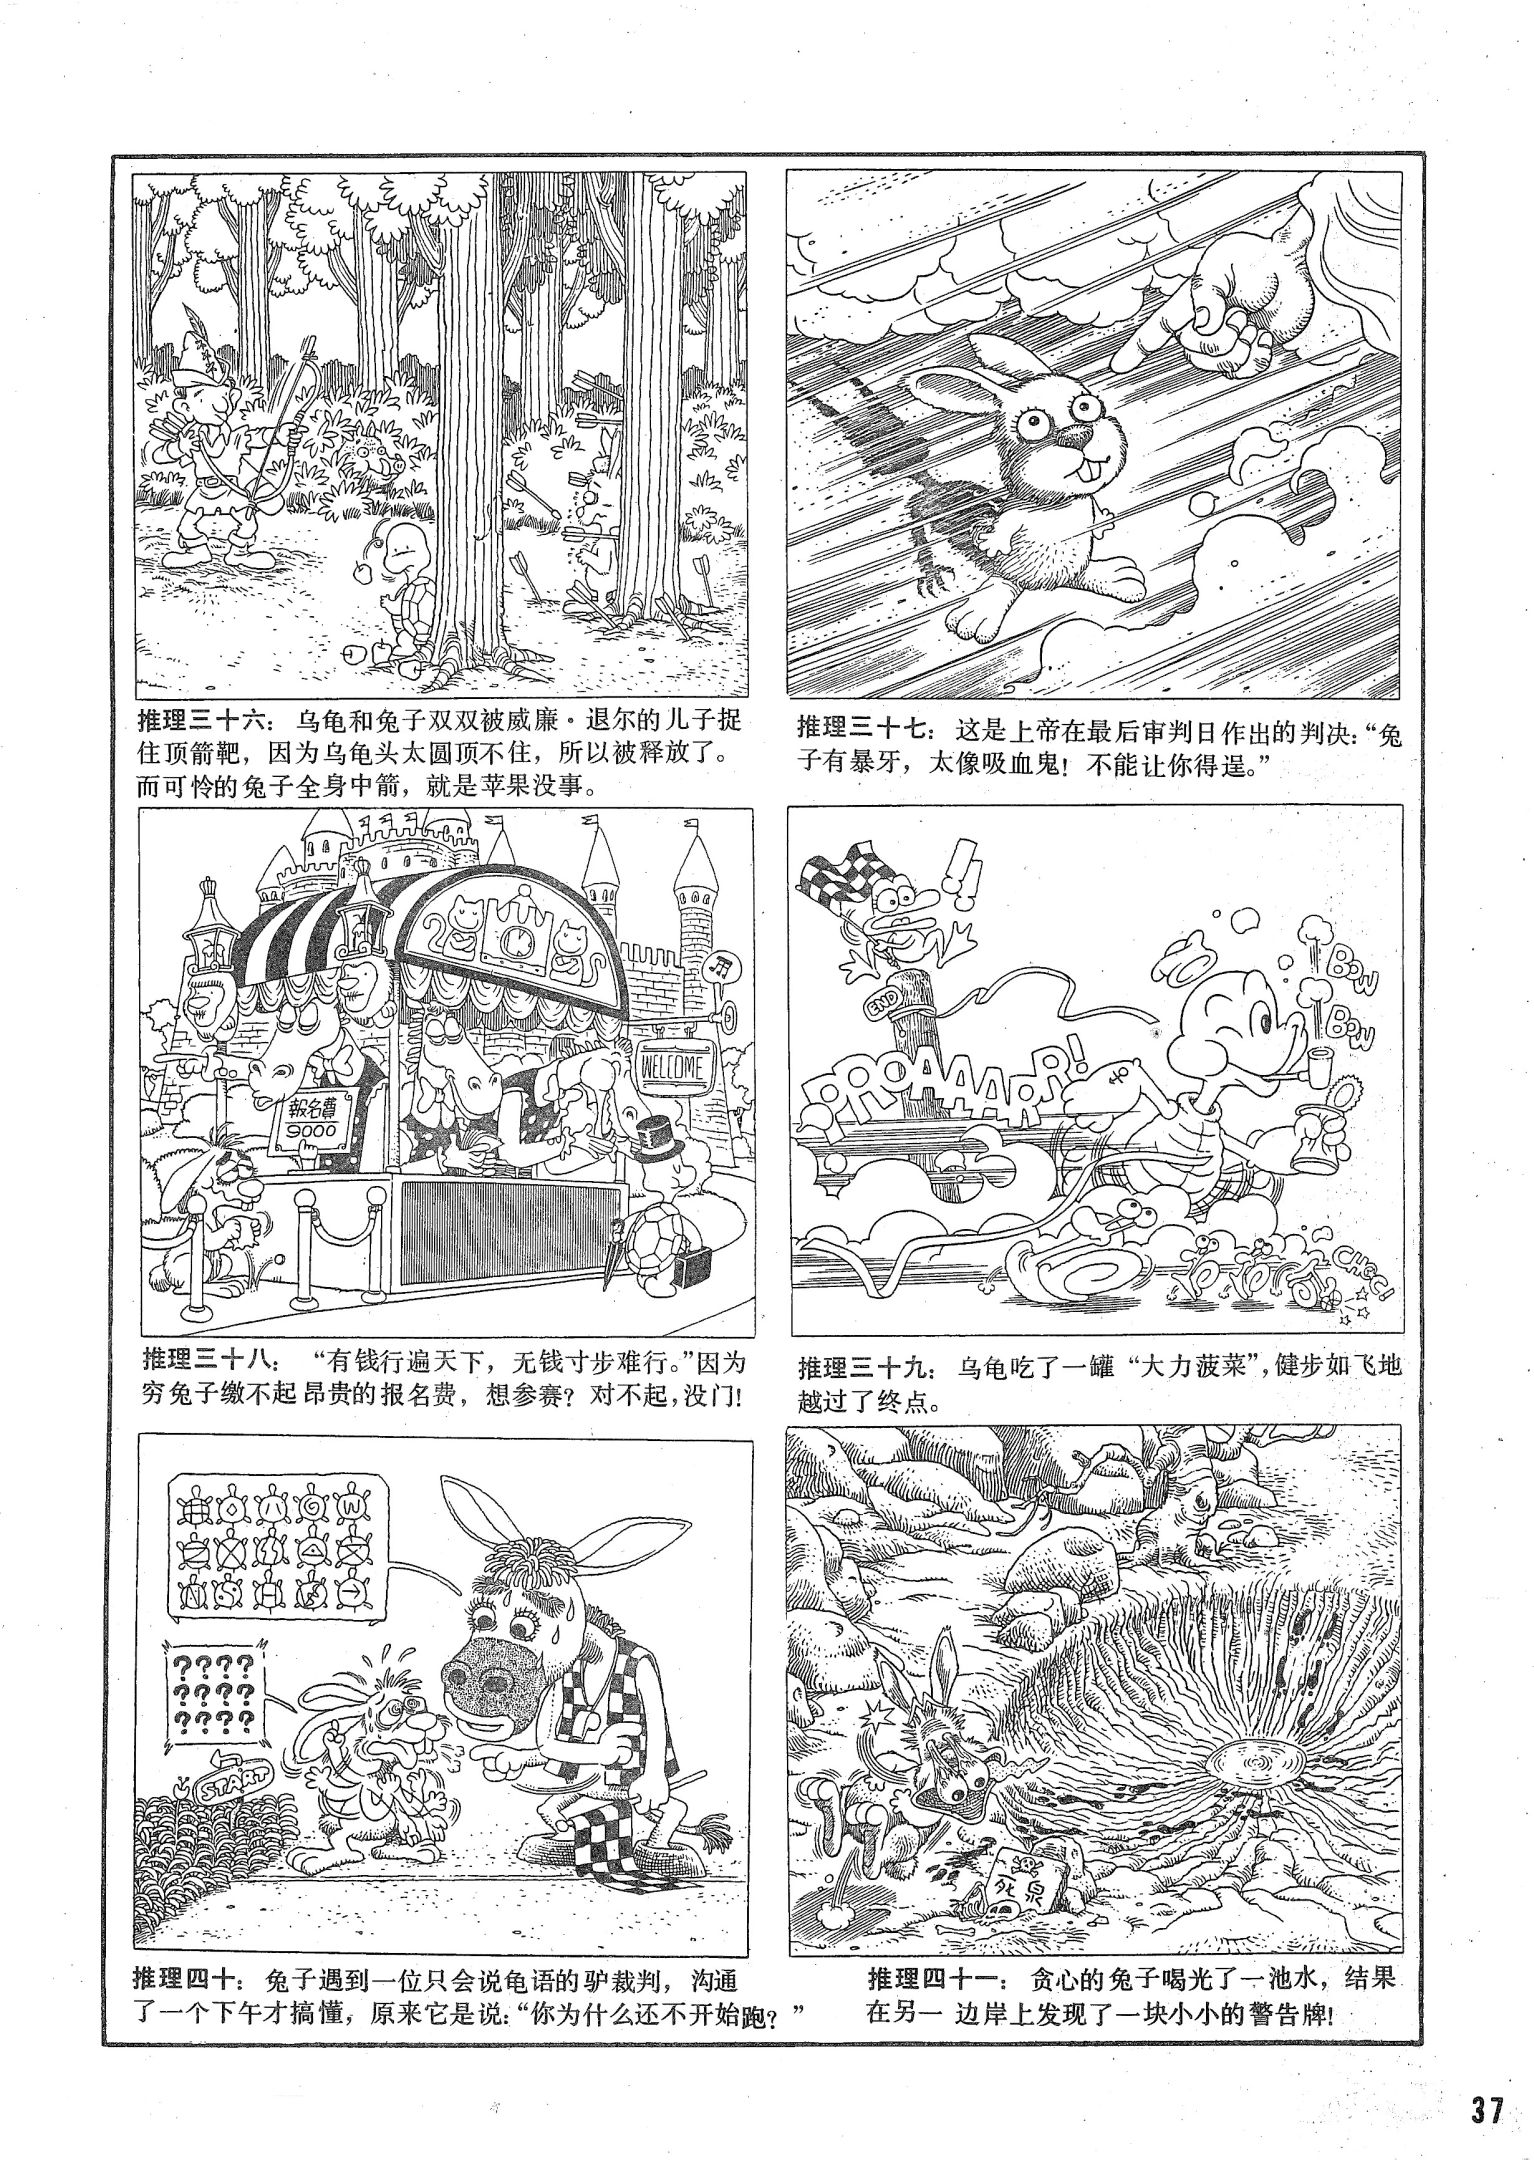 推理三十六：乌龟和兔子双双被威廉·退尔的儿子捉
住顶箭靶，因为乌龟头太圆顶不住，所以被释放了。
而可怜的兔子全身中箭，就是苹果没事。
推理三十七：这是上帝在最后审判日作出的判决：“兔
子有暴牙，太像吸血鬼！不能让你得逞。”
2
WELCOME
報名費
9000
推理三十八：“有钱行遍天下，无钱寸步难行。”因为
穷兔子缴不起昂贵的报名费，想参赛？对不起，没门！
!!
END
BOW
BOW
PROAAAARR!
CHGC!
推理三十九：乌龟吃了一罐“大力菠菜”，健步如飞地
越过了终点。
????
????
????
START
推理四十：兔子遇到一位只会说龟语的驴裁判，沟通
了一个下午才搞懂，原来它是说：“你为什么还不开始跑？”
死泉
推理四十一：贪心的兔子喝光了一池水，结果
在另一边岸上发现了一块小小的警告牌！
37